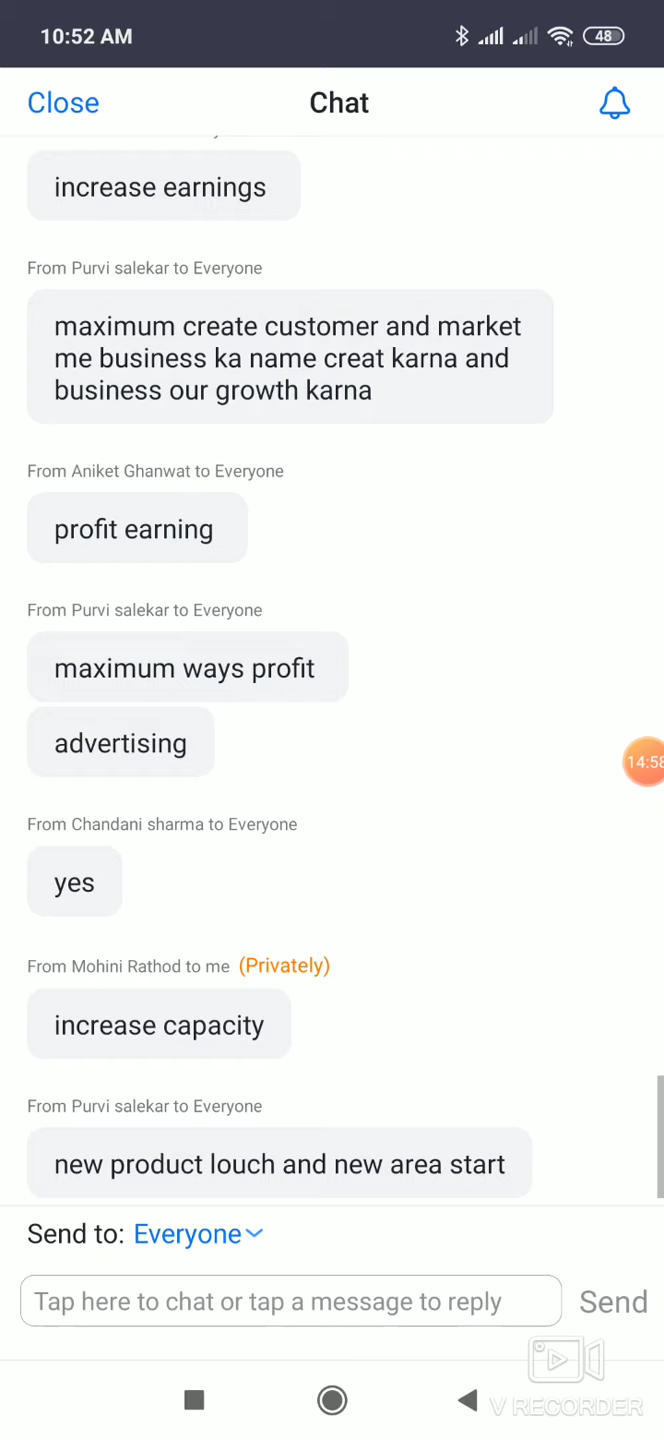 10:52 AM
48
Close
Chat
increase earnings
From Purvi salekar to Everyone
maximum create customer and market
me business ka name creat karna and
business our growth karna
From Aniket Ghanwat to Everyone
profit earning
From Purvi salekar to Everyone
maximum ways profit
advertising
14:58
From Chandani sharma to Everyone
yes
From Mohini Rathod to me (Privately)
increase capacity
From Purvi salekar to Everyone
new product louch and new area start
Send to: Everyone
Tap here to chat or tap a message to reply
Send
V RECORDER